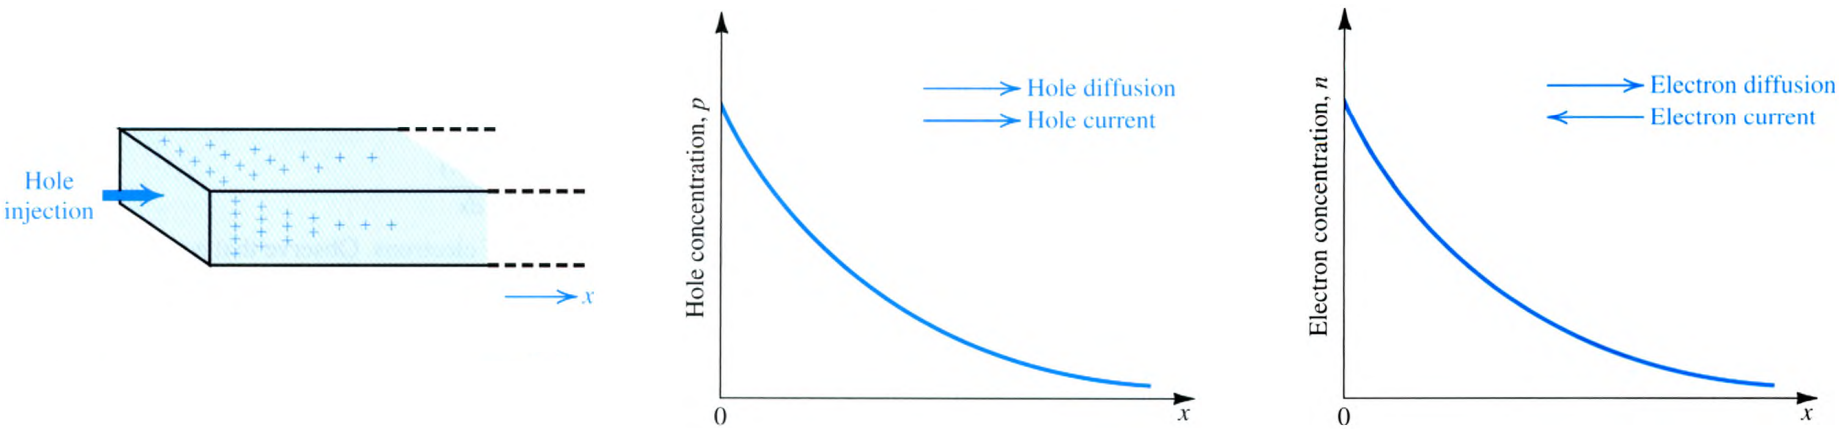 Hole
injection
x
Hole concentration, p
Hole diffusion
Hole current
0
x
Electron concentration, n
Electron diffusion
Electron current
0
x